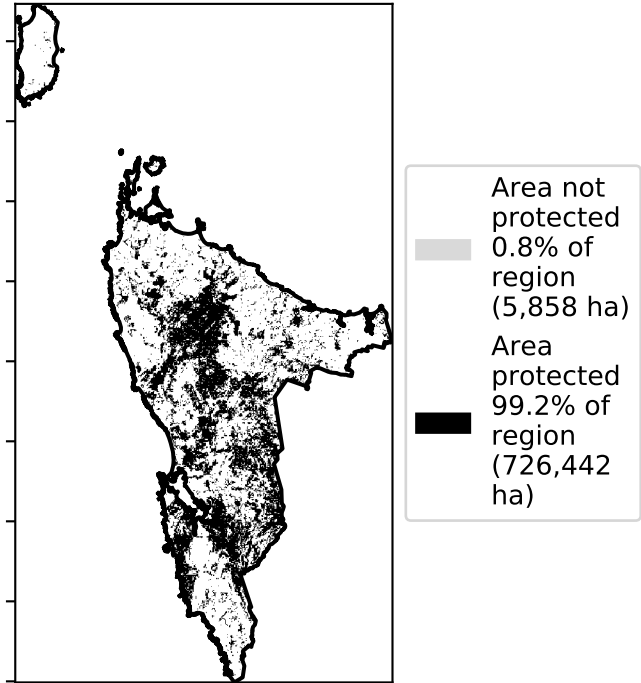 Area not
protected
0.8% of
region
(5,858 ha)
Area
protected
99.2% of
region
(726,442
ha)